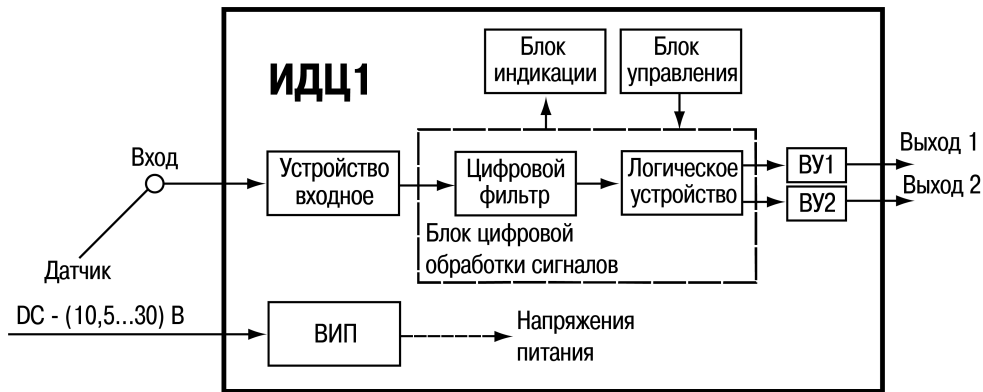 Блок
индикации
Блок
управления
ИДЦ1
Вход
Устройство
входное
Цифровой
фильтр
Логическое
устройство
ВУ1
Выход 1
ВУ2
Выход 2
Блок цифровой
обработки сигналов
Датчик
DC - (10,5...30) В
ВИП
Напряжения
питания